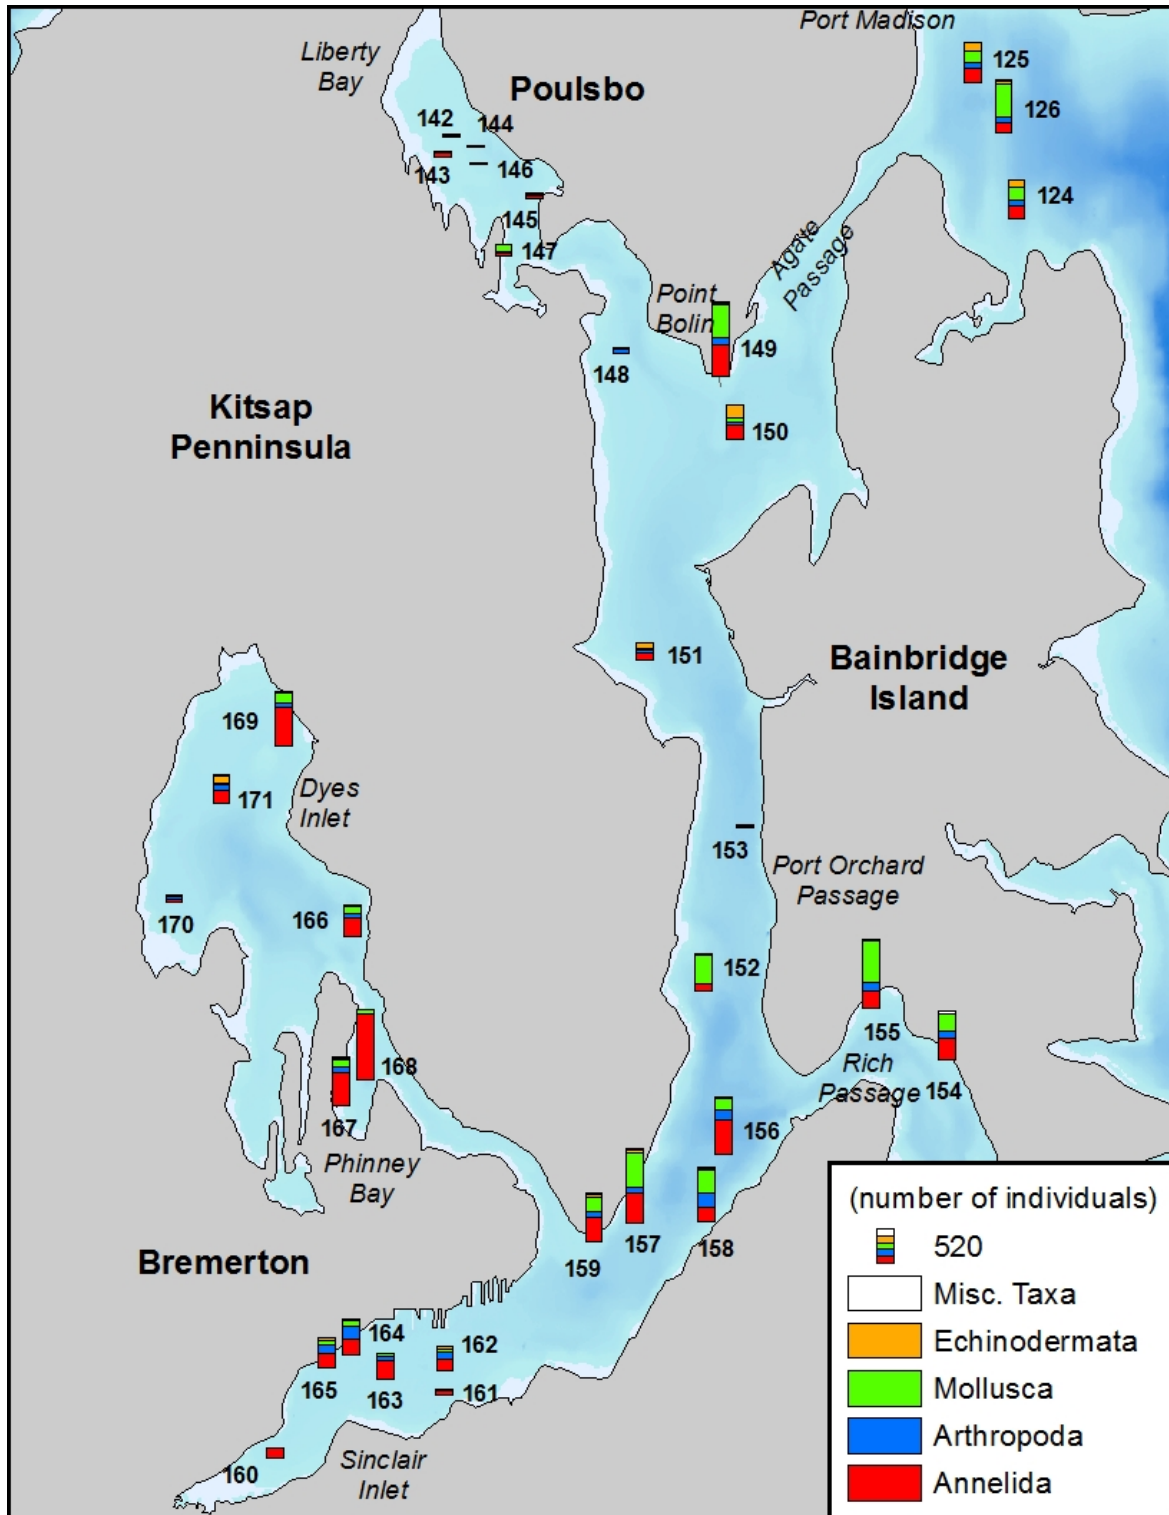 Port Madison
Liberty
Bay
Poulsbo
125
126
142
144
143
146
124
145
147
Agate
Passage
Point
Bolin
149
148
150
Kitsap
Penninsula
151
Bainbridge
Island
169
171
Dyes
Inlet
153
Port Orchard
Passage
170
166
152
155
Rich
Passage
154
168
167
156
Phinney
Bay
157
158
159
Bremerton
164
162
165
163
161
160
Sinclair
Inlet
(number of individuals)
520
Misc. Taxa
Echinodermata
Mollusca
Arthropoda
Annelida